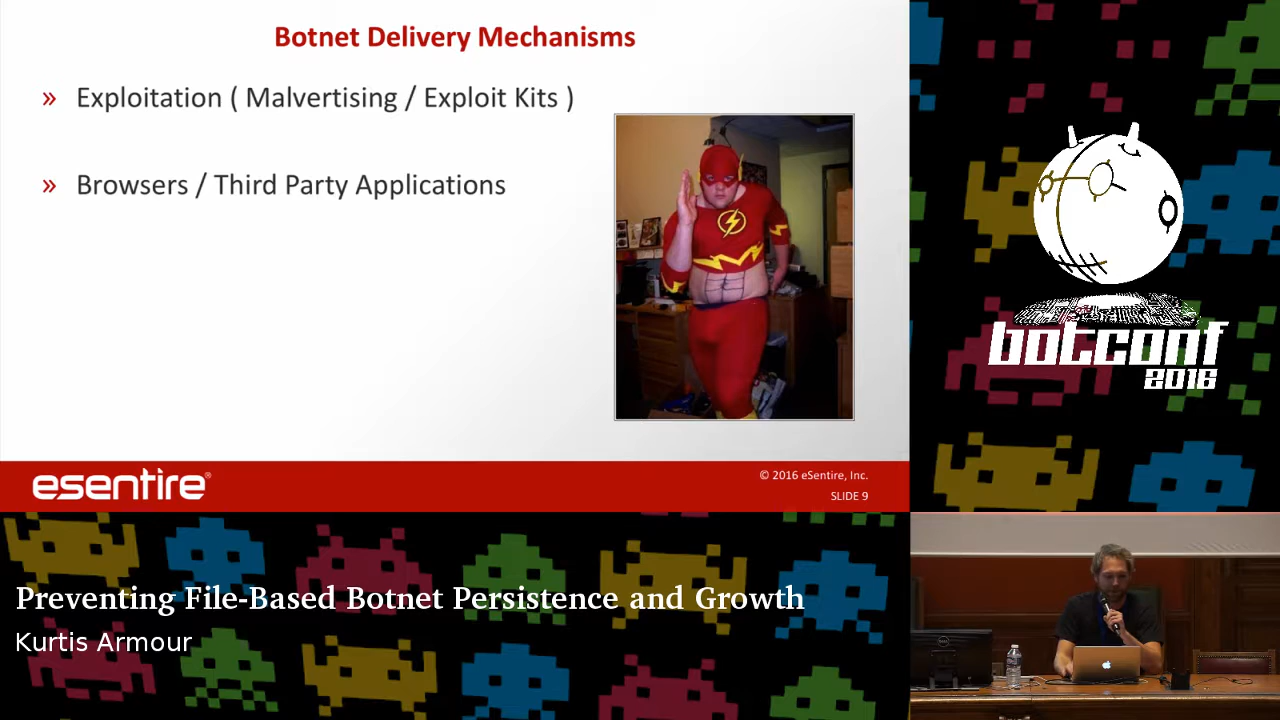 Botnet Delivery Mechanisms
» Exploitation ( Malvertising / Exploit Kits )
» Browsers / Third Party Applications
esentire®
© 2016 eSentire, Inc.
SLIDE 9
botconf
2016
Preventing File-Based Botnet Persistence and Growth
Kurtis Armour